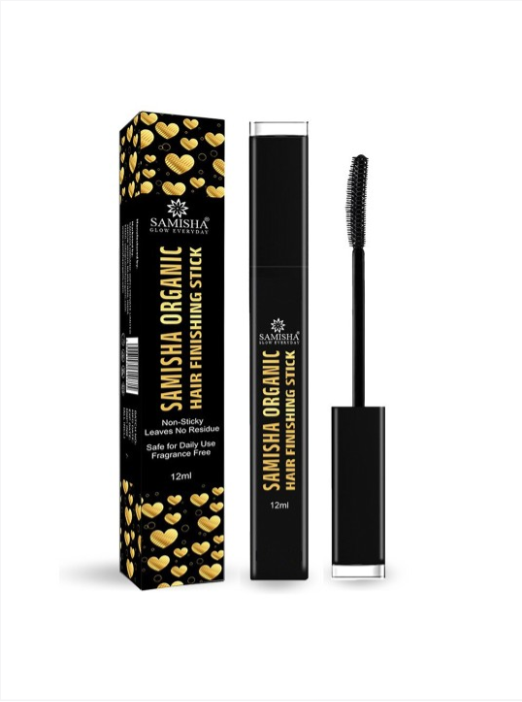 SAMISHA®
GLOW EVERYDAY
SAMISHA ORGANIC
HAIR FINISHING STICK
Non-Sticky
Leaves No Residue
Safe for Daily Use
Fragrance Free
12ml
SAMISHA®
GLOW EVERYDAY
SAMISHA ORGANIC
HAIR FINISHING STICK
12ml